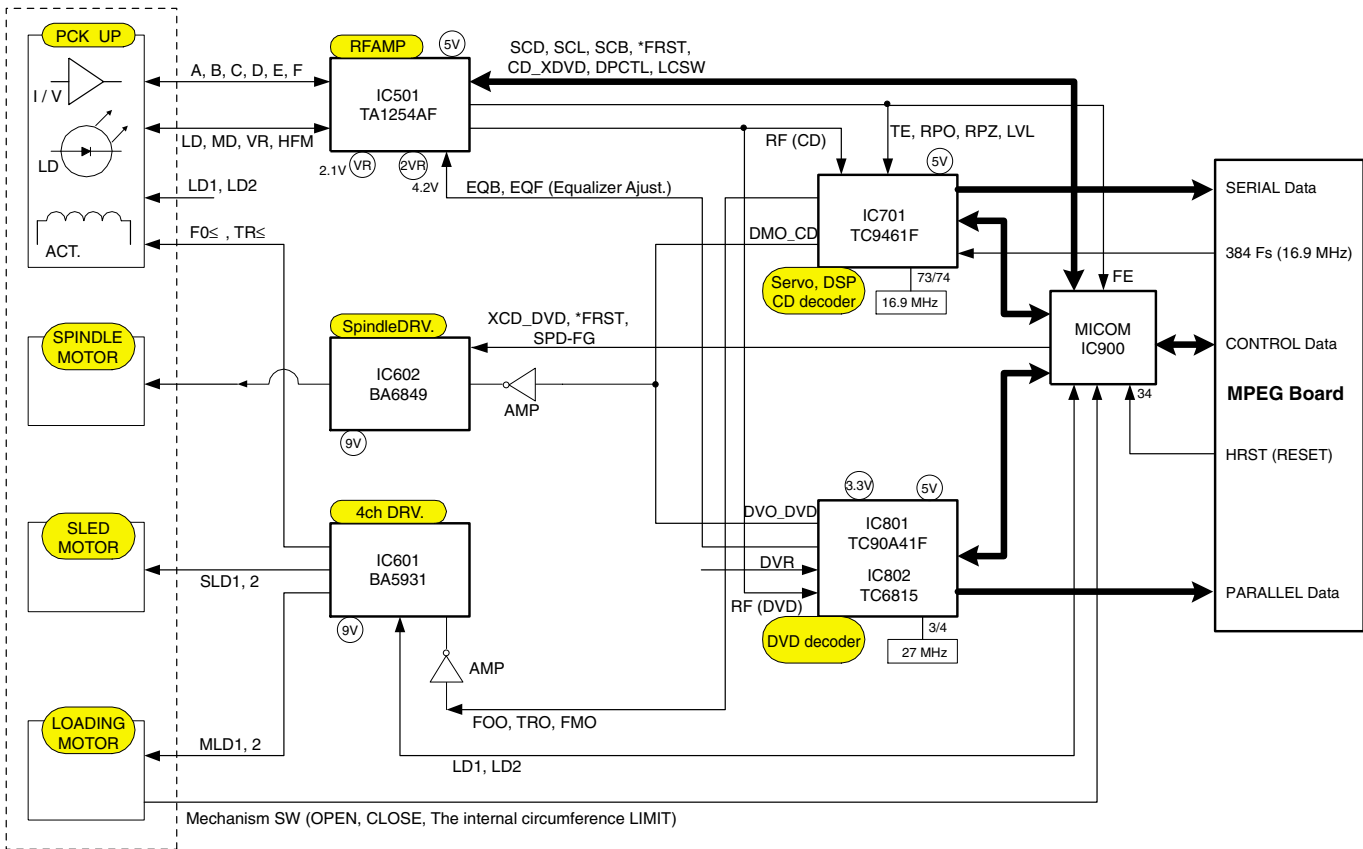 PCK UP
I / V
LD
ACT.
A, B, C, D, E, F
LD, MD, VR, HFM
LD1, LD2
F0≤ , TR≤
RFAMP
5V
IC501
TA1254AF
2.1V
VR
2VR
4.2V
SCD, SCL, SCB, *FRST,
CD_XDVD, DPCTL, LCSW
RF (CD)
TE, RPO, RPZ, LVL
EQB, EQF (Equalizer Ajust.)
5V
IC701
TC9461F
DMO_CD
Servo, DSP
CD decoder
73/74
16.9 MHz
FE
MICOM
IC900
34
SERIAL Data
384 Fs (16.9 MHz)
CONTROL Data
MPEG Board
HRST (RESET)
PARALLEL Data
SPINDLE
MOTOR
SpindleDRV.
IC602
BA6849
9V
XCD_DVD, *FRST,
SPD-FG
AMP
SLED
MOTOR
SLD1, 2
4ch DRV.
IC601
BA5931
9V
AMP
3.3V
5V
DVO_DVD
IC801
TC90A41F
IC802
TC6815
DVR
RF (DVD)
DVD decoder
3/4
27 MHz
FOO, TRO, FMO
LOADING
MOTOR
MLD1, 2
LD1, LD2
Mechanism SW (OPEN, CLOSE, The internal circumference LIMIT)